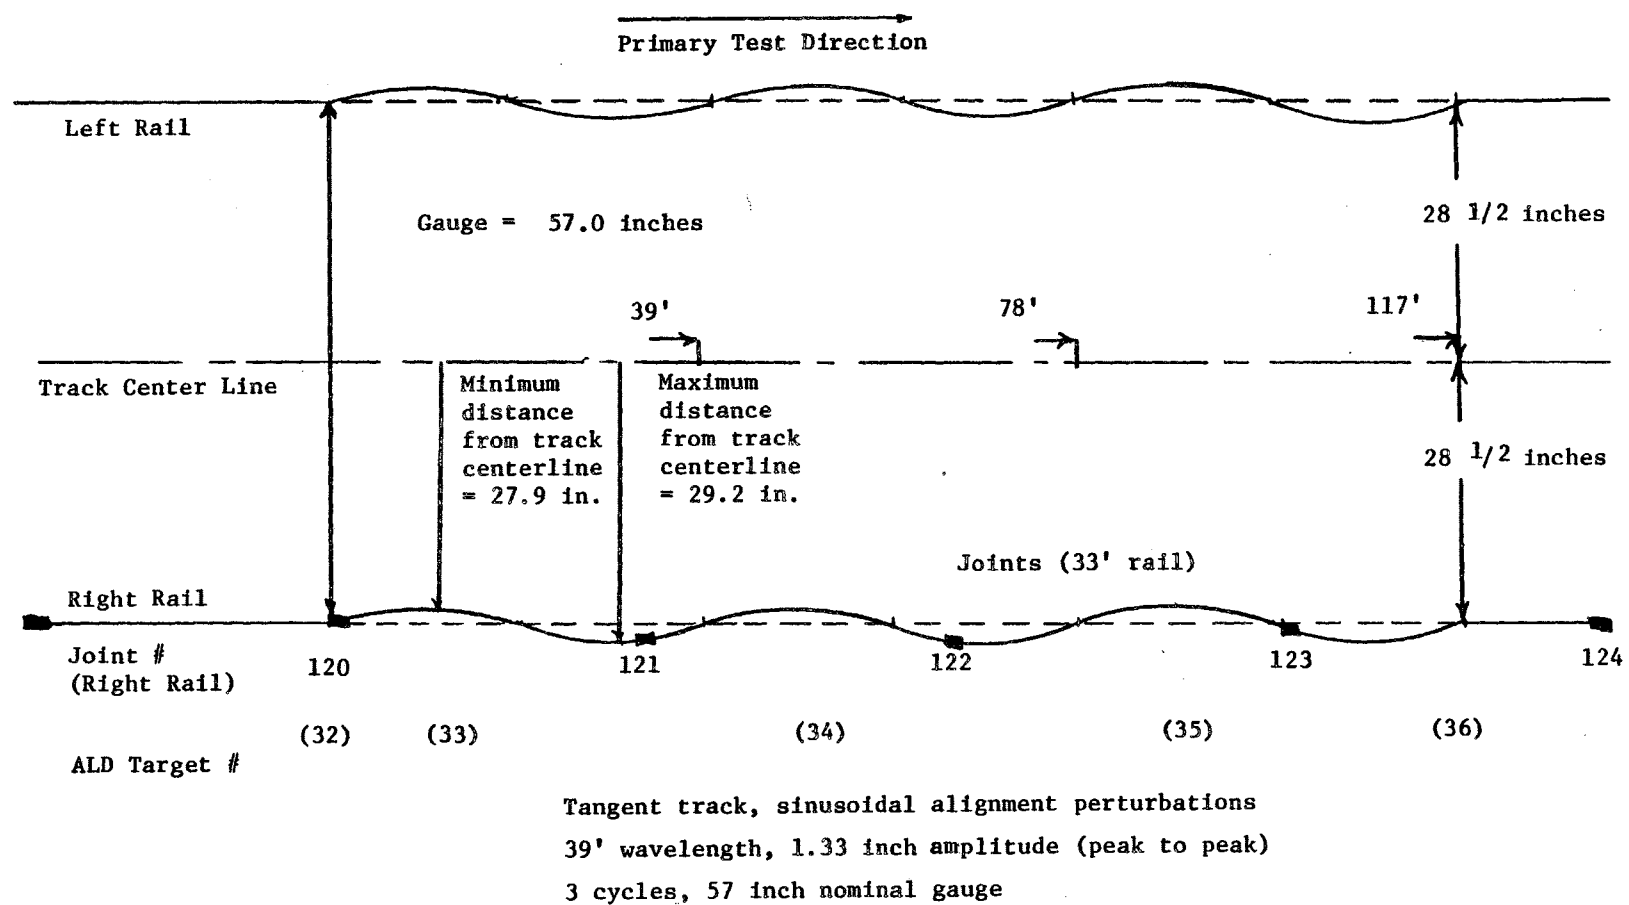 Primary Test Direction
Left Rail
Gauge = 57.0 inches
28 1/2 inches
39'
78'
117'
Track Center Line
Minimum
distance
from track
centerline
= 27.9 in.
Maximum
distance
from track
centerline
= 29.2 in.
28 1/2 inches
Joints (33' rail)
Right Rail
Joint #
(Right Rail)
120
121
122
123
124
(32)
(33)
(34)
(35)
(36)
ALD Target #
Tangent track, sinusoidal alignment perturbations
39' wavelength, 1.33 inch amplitude (peak to peak)
3 cycles, 57 inch nominal gauge